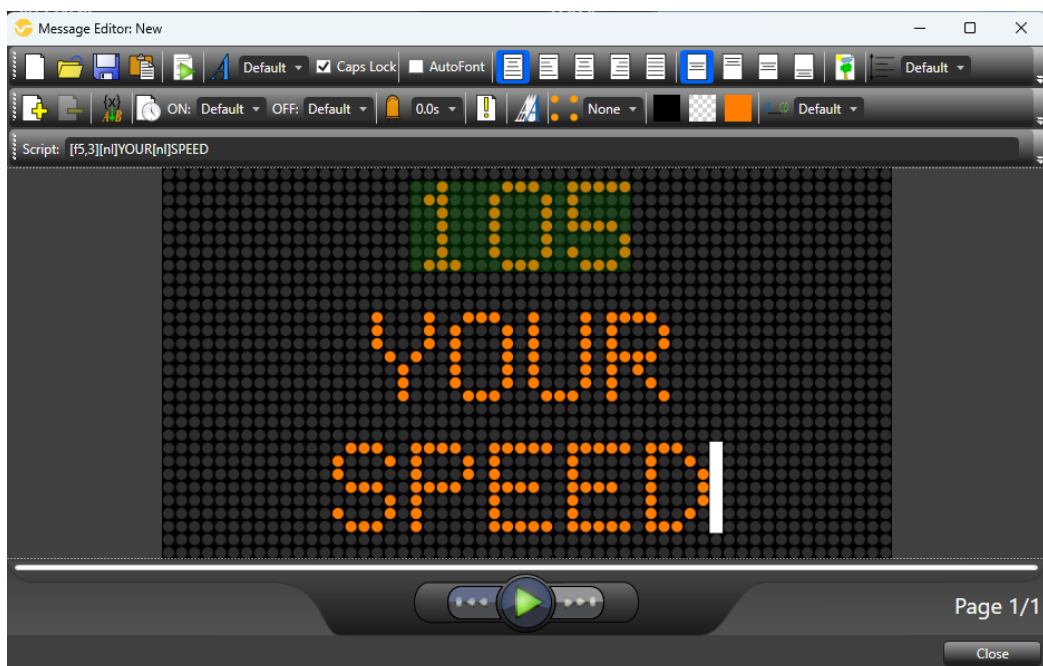 Message Editor: New
Default Caps Lock AutoFont Default
{X} A B ON: Default OFF: Default 0.0s None Default
Script: [f5,3][nl]YOUR[nl]SPEED
105
YOUR
SPEED
Page 1/1
Close